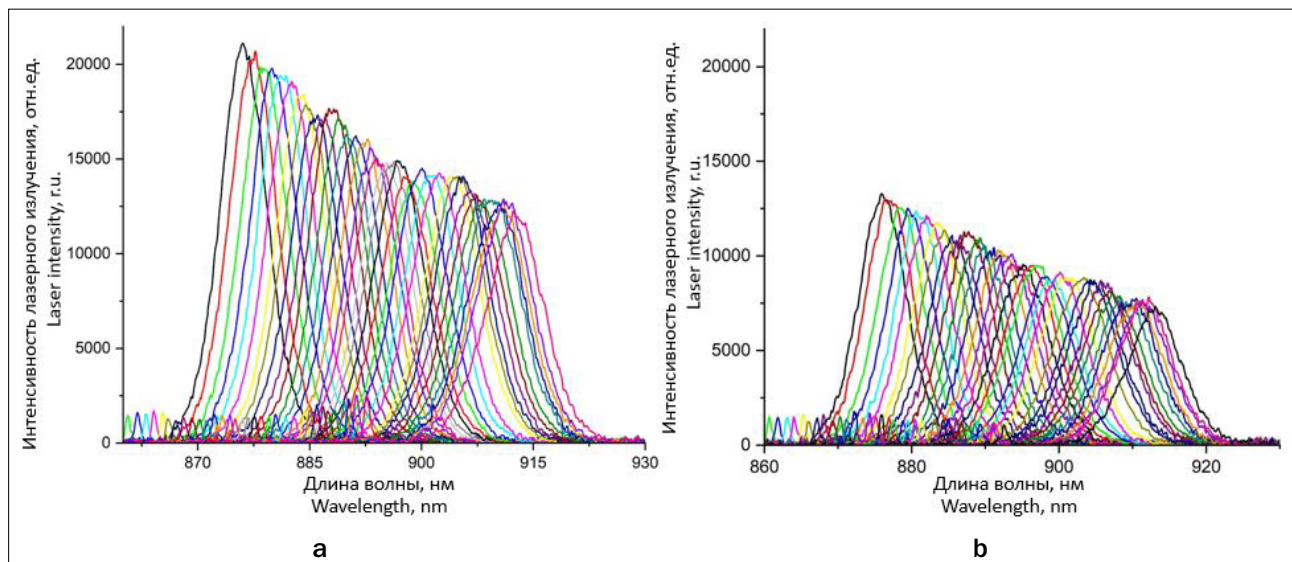 Интенсивность лазерного излучения, отн.ед.
Laser intensity, r.u.
20000
15000
10000
5000
0
870 885 900 915 930
Длина волны, нм
Wavelength, nm
a
Интенсивность лазерного излучения, отн.ед.
Laser intensity, r.u.
20000
15000
10000
5000
0
860 880 900 920
Длина волны, нм
Wavelength, nm
b